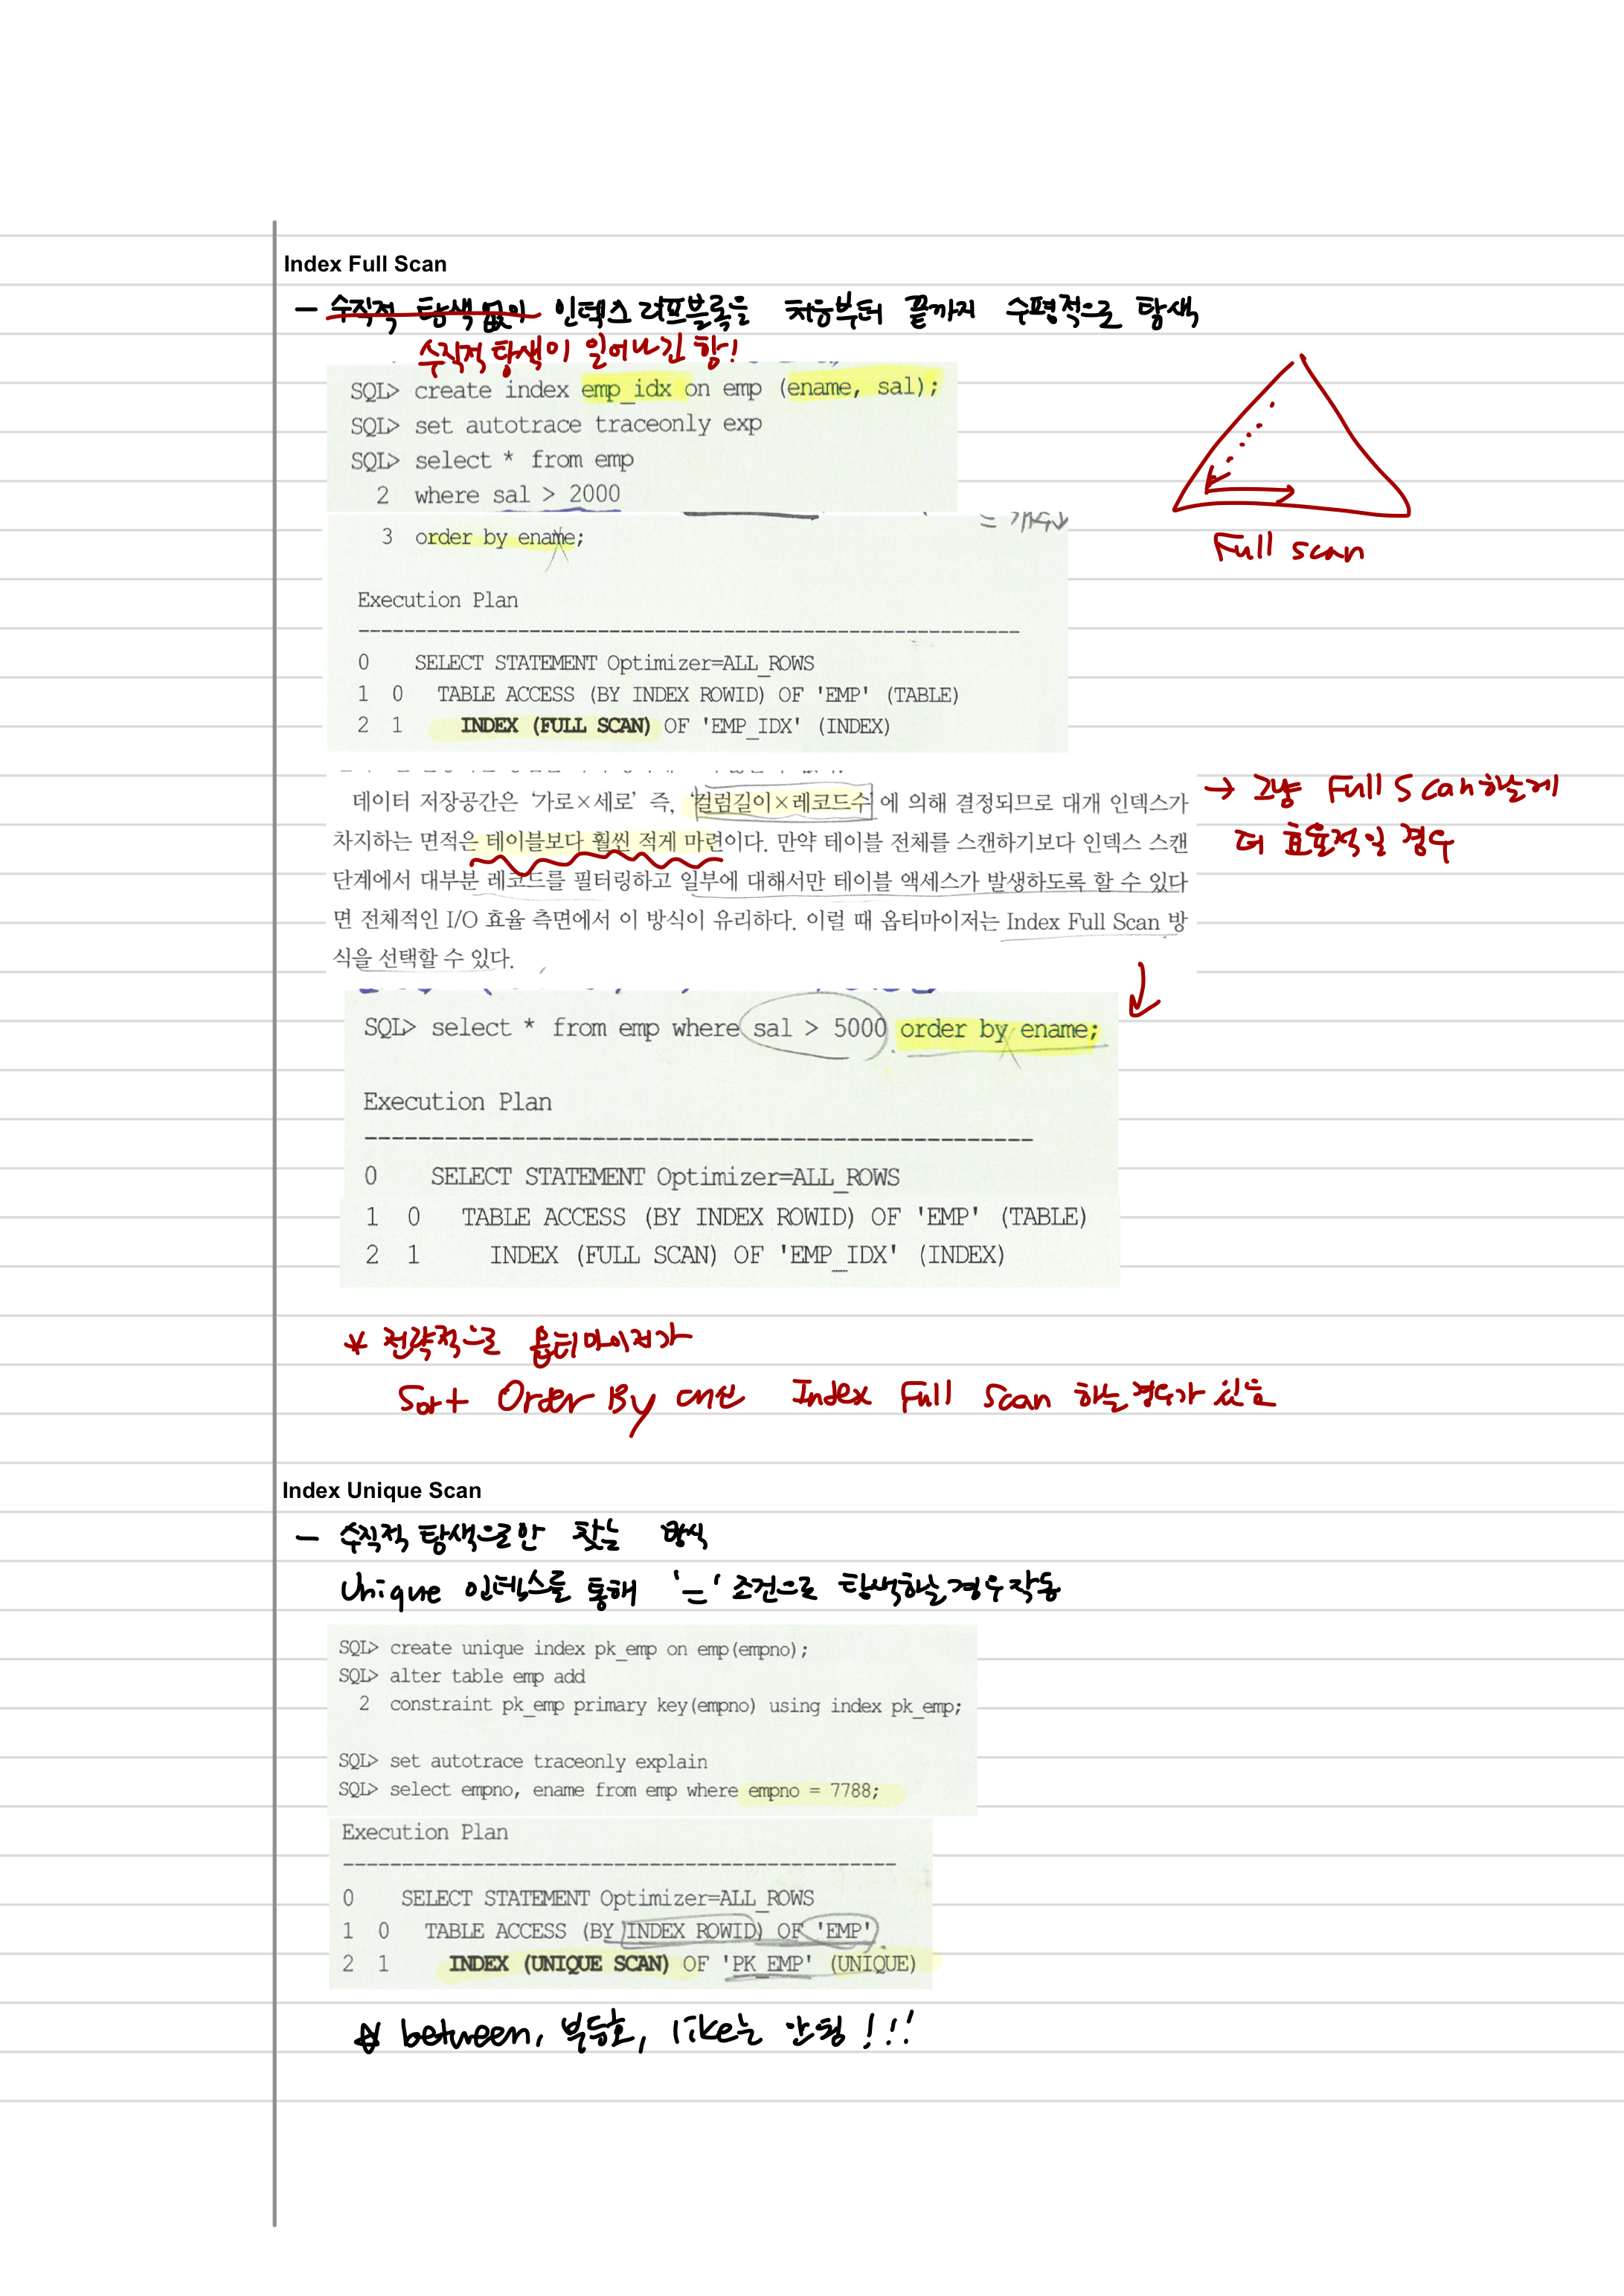 Index Full Scan
- 수직적 탐색 없이 인덱스 리프블록을 처음부터 끝까지 수평적으로 탐색
수직적 탐색이 일어나긴 함!
SQL> create index emp_idx on emp (ename, sal);
SQL> set autotrace traceonly exp
SQL> select * from emp
2 where sal > 2000
3 order by ename;
Full scan
Execution Plan
----------------------------------------------------------
0 SELECT STATEMENT Optimizer=ALL_ROWS
1 0 TABLE ACCESS (BY INDEX ROWID) OF 'EMP' (TABLE)
2 1 INDEX (FULL SCAN) OF 'EMP_IDX' (INDEX)
데이터 저장공간은 '가로×세로' 즉, '컬럼길이×레코드수'에 의해 결정되므로 대개 인덱스가
차지하는 면적은 테이블보다 훨씬 적게 마련이다. 만약 테이블 전체를 스캔하기보다 인덱스 스캔
단계에서 대부분 레코드를 필터링하고 일부에 대해서만 테이블 액세스가 발생하도록 할 수 있다
면 전체적인 I/O 효율 측면에서 이 방식이 유리하다. 이럴 때 옵티마이저는 Index Full Scan 방
식을 선택할 수 있다.
→ 그냥 Full Scan하는게
더 효율적일 경우
SQL> select * from emp where sal > 5000 order by ename;
Execution Plan
--------------------------------------------------
0 SELECT STATEMENT Optimizer=ALL_ROWS
1 0 TABLE ACCESS (BY INDEX ROWID) OF 'EMP' (TABLE)
2 1 INDEX (FULL SCAN) OF 'EMP_IDX' (INDEX)
* 전략적으로 옵티마이저가
Sort Order By 대신 Index Full Scan 하는경우가 있음
Index Unique Scan
- 수직적 탐색으로만 찾는 방식
Unique 인덱스를 통해 '=' 조건으로 탐색하는 경우 작동
SQL> create unique index pk_emp on emp(empno);
SQL> alter table emp add
2 constraint pk_emp primary key(empno) using index pk_emp;
SQL> set autotrace traceonly explain
SQL> select empno, ename from emp where empno = 7788;
Execution Plan
-----------------------------------------------
0 SELECT STATEMENT Optimizer=ALL_ROWS
1 0 TABLE ACCESS (BY INDEX ROWID) OF 'EMP'
2 1 INDEX (UNIQUE SCAN) OF 'PK_EMP' (UNIQUE)
☆ between, 부등호, like는 안됨!!!